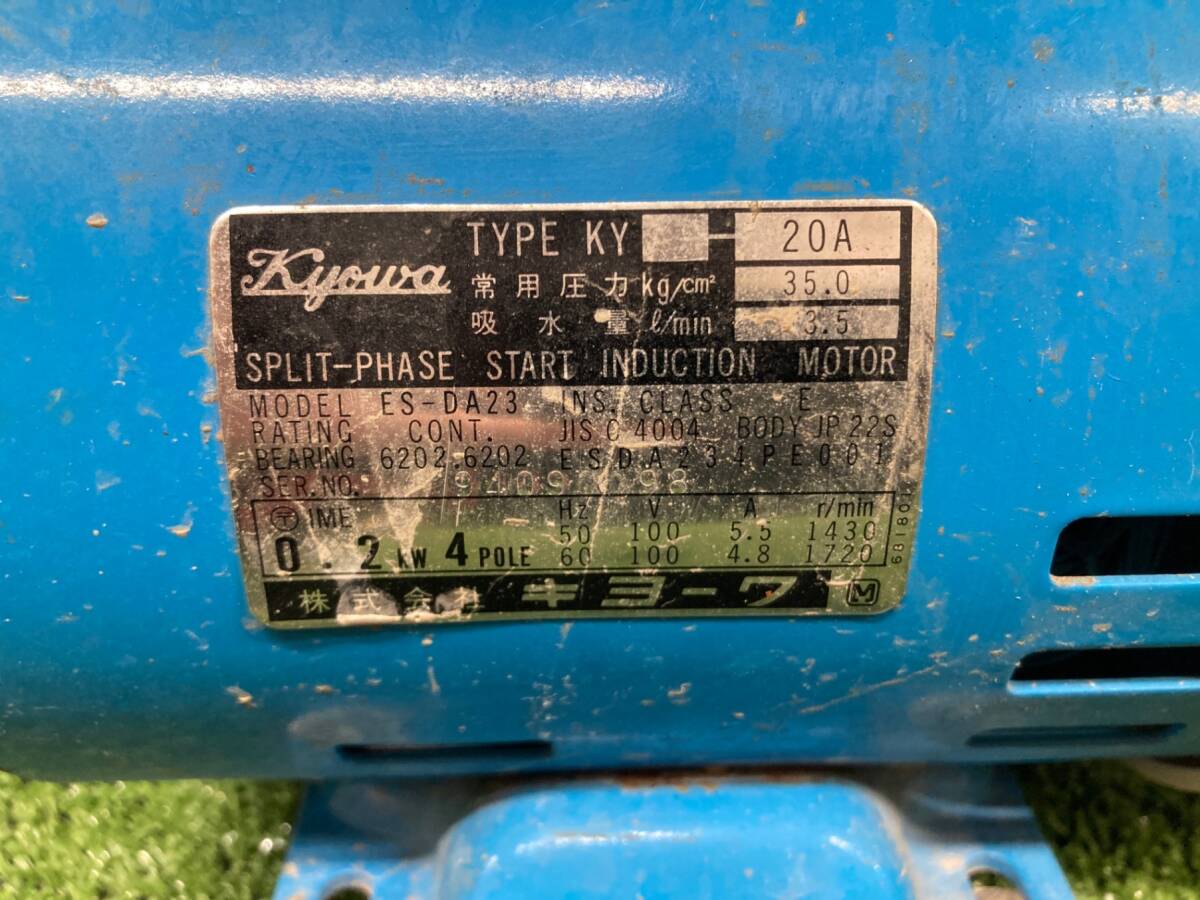 Kyowa
TYPE KY - 20A
常用圧力 kg/cm² 35.0
吸水量 ℓ/min 3.5
SPLIT-PHASE START INDUCTION MOTOR
MODEL ES-DA23 INS. CLASS E
RATING CONT. JIS C 4004 BODY JP 22S
BEARING 6202.6202 ESDA234PE001
SER. NO.
〒 IME Hz V A r/min
0.2 KW 4 POLE 50 100 5.5 1430
60 100 4.8 1720
株式会社 キョーワ M